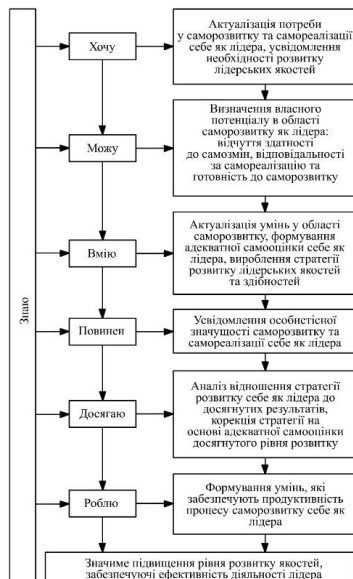 Знаю
Хочу
Актуалізація потреби
у саморозвитку та самореалізації
себе як лідера, усвідомлення
необхідності розвитку
лідерських якостей
Можу
Визначення власного
потенціалу в області
саморозвитку як лідера:
відчуття здатності
до самозмін, відповідальності
за самореалізацію та
готовність до саморозвитку
Вмію
Актуалізація умінь у області
саморозвитку, формування
адекватної самооцінки себе як
лідера, вироблення стратегії
розвитку лідерських якостей
та здібностей
Повинен
Усвідомлення особистісної
значущості саморозвитку та
самореалізації себе як лідера
Досягаю
Аналіз відношення стратегії
розвитку себе як лідера до
досягнутих результатів,
корекція стратегії на
основі адекватної самооцінки
досягнутого рівня розвитку
Роблю
Формування умінь, які
забезпечують продуктивність
процесу саморозвитку себе як
лідера
Значиме підвищення рівня розвитку якостей,
забезпечуючі ефективність діяльності лідера